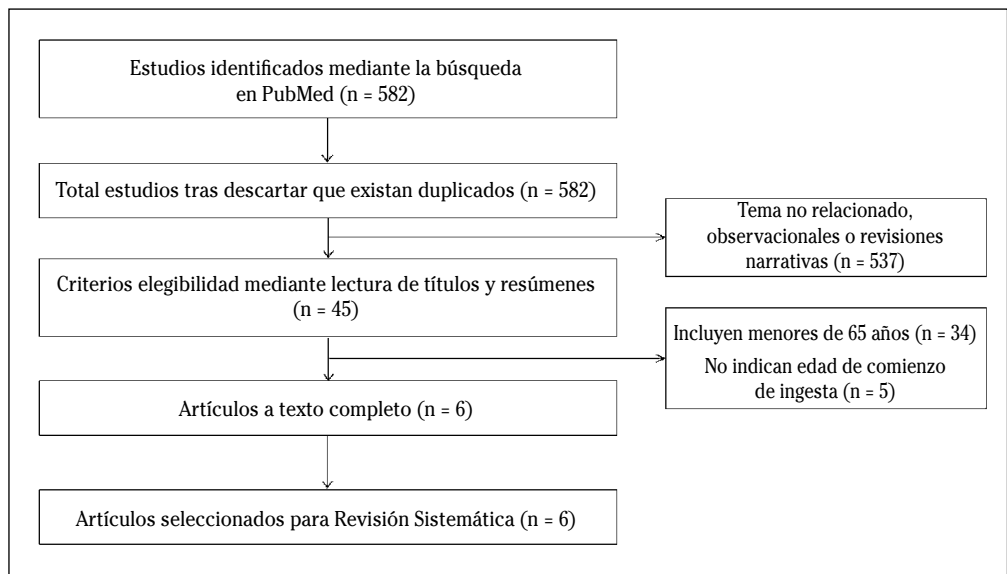 Estudios identificados mediante la búsqueda
en PubMed (n = 582)
Total estudios tras descartar que existan duplicados (n = 582)
Tema no relacionado,
observacionales o revisiones
narrativas (n = 537)
Criterios elegibilidad mediante lectura de títulos y resúmenes
(n = 45)
Incluyen menores de 65 años (n = 34)
No indican edad de comienzo
de ingesta (n = 5)
Artículos a texto completo (n = 6)
Artículos seleccionados para Revisión Sistemática (n = 6)